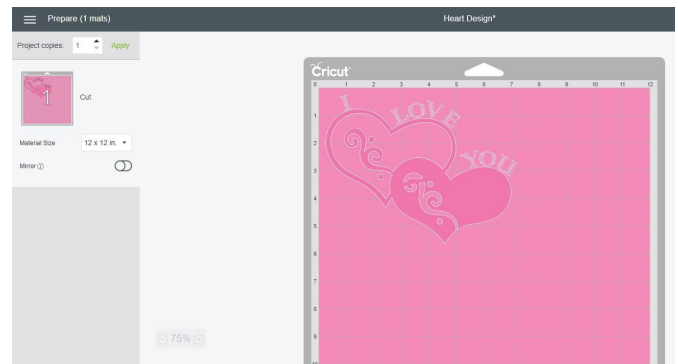 Prepare (1 mats)
Heart Design*
Project copies: 1 Apply
1
Cut
Material Size 12 x 12 in.
Mirror
Cricut
0 1 2 3 4 5 6 7 8 9 10 11 12
1
2
3
4
5
6
7
8
9
10
I LOVE YOU
75%